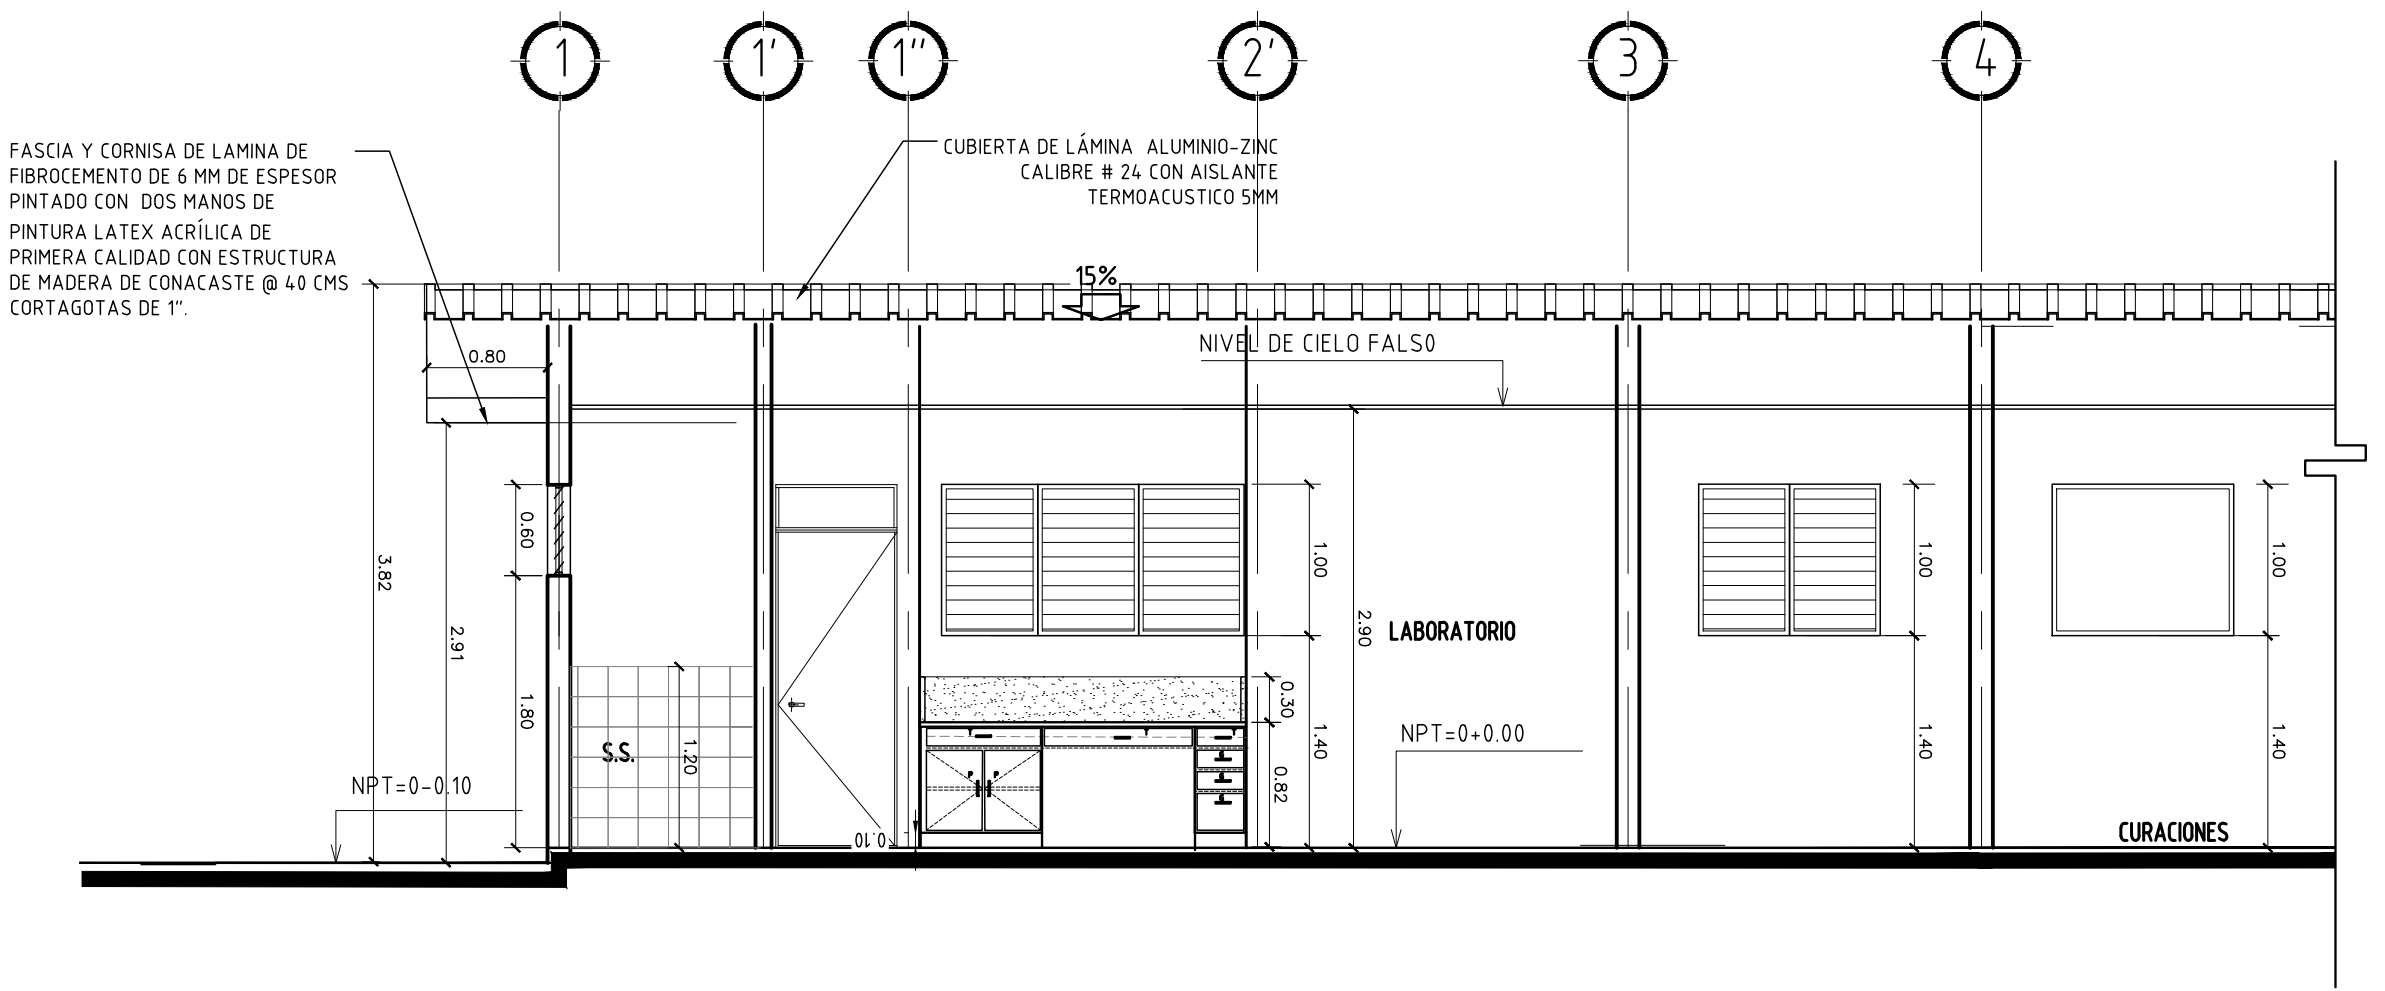 1
1'
1''
2'
3
4
FASCIA Y CORNISA DE LAMINA DE
FIBROCEMENTO DE 6 MM DE ESPESOR
PINTADO CON DOS MANOS DE
PINTURA LATEX ACRÍLICA DE
PRIMERA CALIDAD CON ESTRUCTURA
DE MADERA DE CONACASTE @ 40 CMS
CORTAGOTAS DE 1".
CUBIERTA DE LÁMINA ALUMINIO-ZINC
CALIBRE # 24 CON AISLANTE
TERMOACUSTICO 5MM
15%
NIVEL DE CIELO FALSO
0.80
0.60
3.82
2.91
1.80
1.00
2.90
LABORATORIO
1.00
1.00
0.30
1.40
NPT=0+0.00
1.40
1.40
S.S.
1.20
NPT=0-0.10
0.82
0.10
P
P
CURACIONES